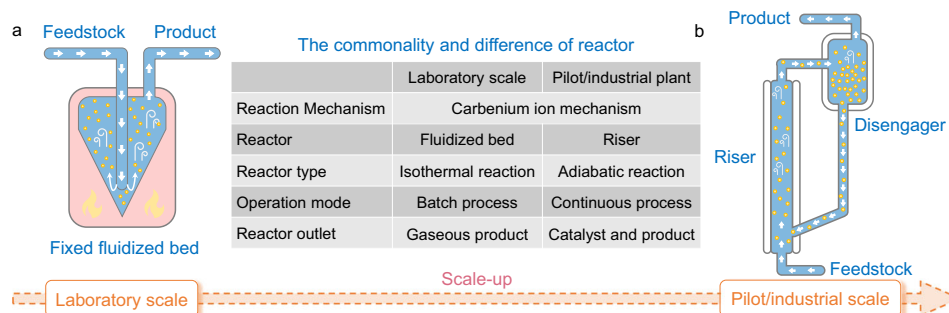 a
Feedstock
Product
Fixed fluidized bed
The commonality and difference of reactor
Laboratory scale Pilot/industrial plant
Reaction Mechanism Carbenium ion mechanism
Reactor Fluidized bed Riser
Reactor type Isothermal reaction Adiabatic reaction
Operation mode Batch process Continuous process
Reactor outlet Gaseous product Catalyst and product
b
Product
Disengager
Riser
Feedstock
Scale-up
Laboratory scale
Pilot/industrial scale